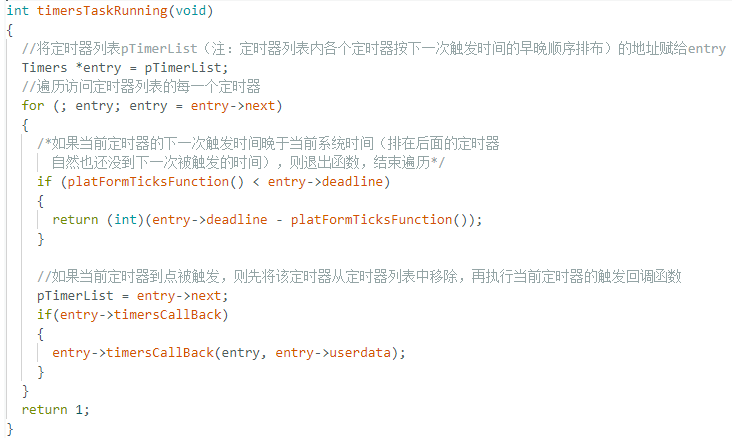 int timersTaskRunning(void)
{
//将定时器列表pTimerList（注：定时器列表内各个定时器按下一次触发时间的早晚顺序排布）的地址赋给entry
Timers *entry = pTimerList;
//遍历访问定时器列表的每一个定时器
for (; entry; entry = entry->next)
{
/*如果当前定时器的下一次触发时间晚于当前系统时间（排在后面的定时器
自然也还没到下一次被触发的时间），则退出函数，结束遍历*/
if (platFormTicksFunction() < entry->deadline)
{
return (int)(entry->deadline - platFormTicksFunction());
}
//如果当前定时器到点被触发，则先将该定时器从定时器列表中移除，再执行当前定时器的触发回调函数
pTimerList = entry->next;
if(entry->timersCallBack)
{
entry->timersCallBack(entry, entry->userdata);
}
}
return 1;
}